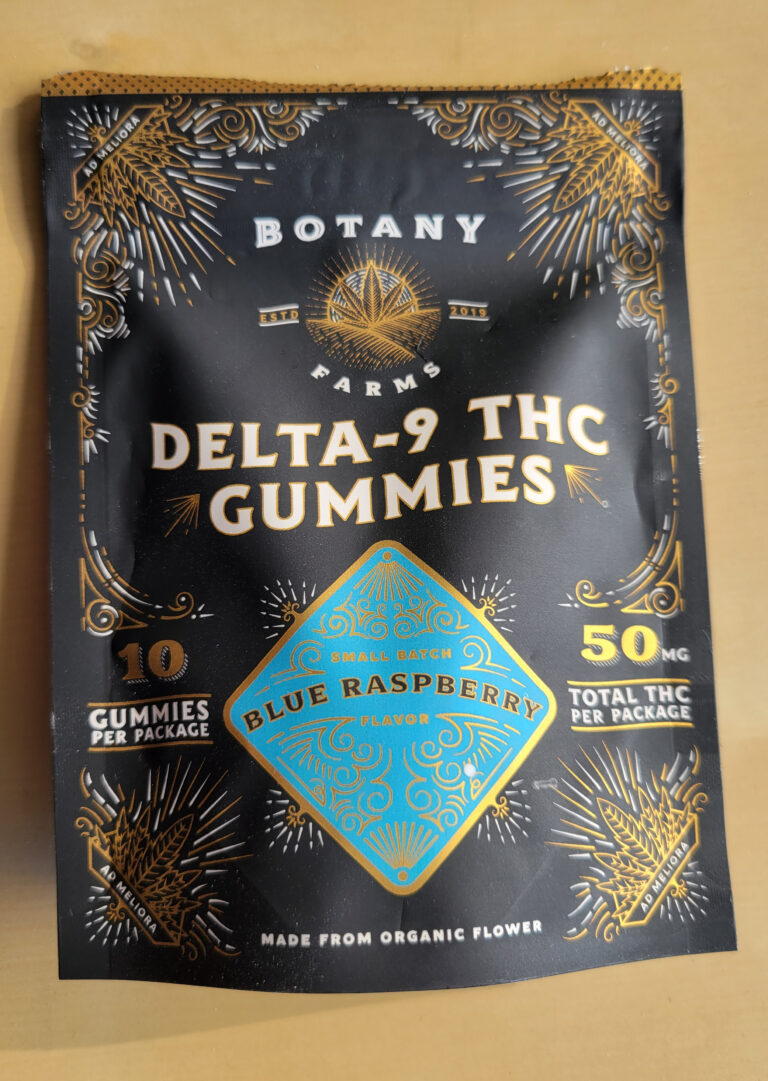 AD MELIORA
AD MELIORA
BOTANY
ESTD 2019
FARMS
DELTA-9 THC
GUMMIES
SMALL BATCH
BLUE RASPBERRY
FLAVOR
10
GUMMIES
PER PACKAGE
50MG
TOTAL THC
PER PACKAGE
AD MELIORA
AD MELIORA
MADE FROM ORGANIC FLOWER